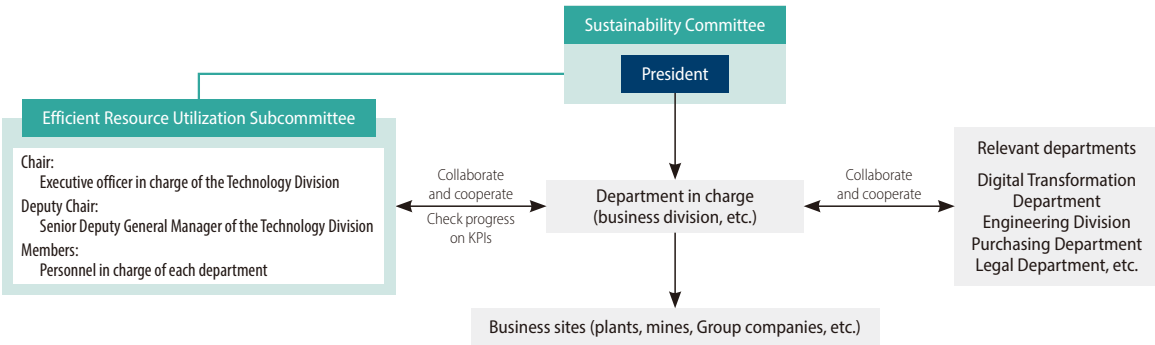 Sustainability Committee
President
Efficient Resource Utilization Subcommittee
Chair:
Executive officer in charge of the Technology Division
Deputy Chair:
Senior Deputy General Manager of the Technology Division
Members:
Personnel in charge of each department
Collaborate
and cooperate
Check progress
on KPIs
Department in charge
(business division, etc.)
Collaborate
and cooperate
Relevant departments
Digital Transformation
Department
Engineering Division
Purchasing Department
Legal Department, etc.
Business sites (plants, mines, Group companies, etc.)